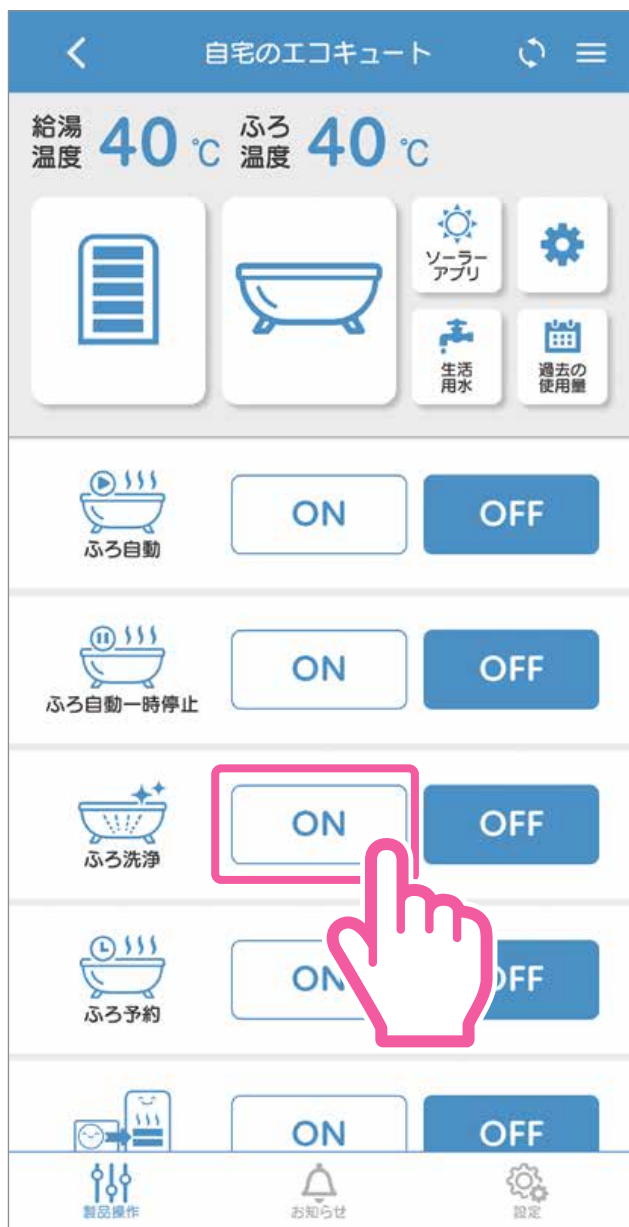 自宅のエコキュート
給湯温度 40 ℃ ふろ温度 40 ℃
ソーラーアプリ
生活用水
過去の使用量
ふろ自動 ON OFF
ふろ自動一時停止 ON OFF
ふろ洗浄 ON OFF
ふろ予約 ON OFF
ON OFF
製品操作 お知らせ 設定